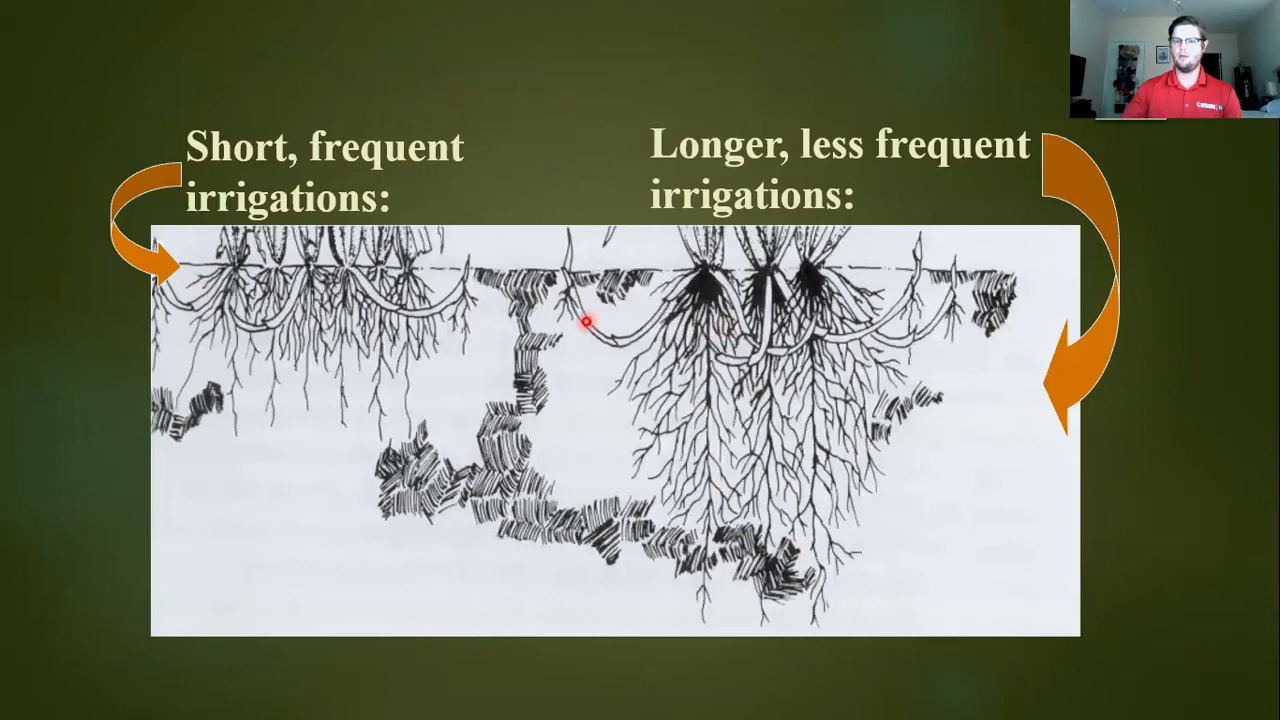 Short, frequent
irrigations:
Longer, less frequent
irrigations: